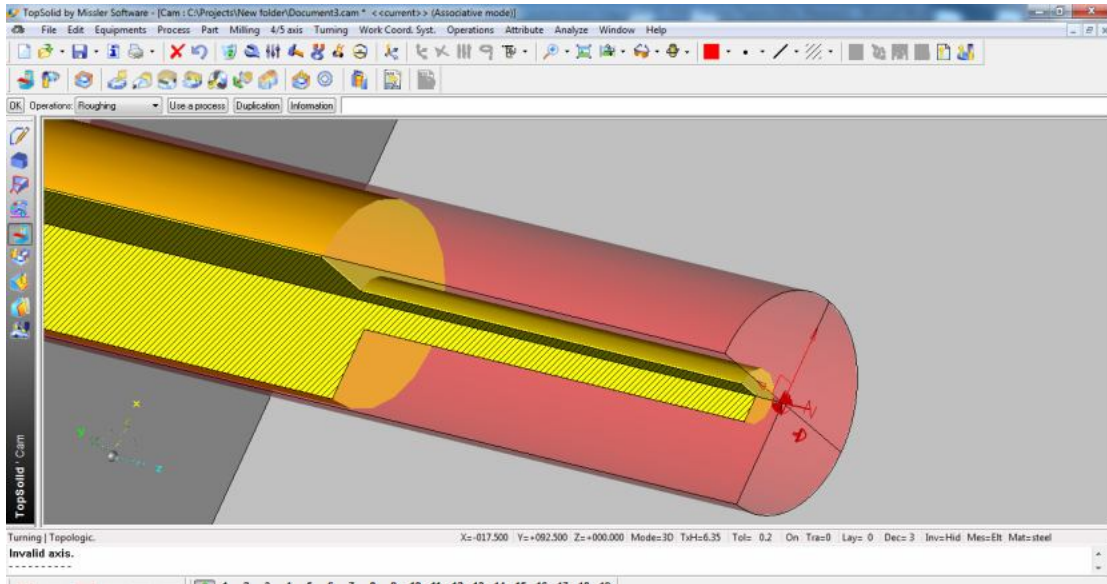 TopSolid by Missler Software - [Cam : C:\Projects\New folder\Document3.cam * <<current>> (Associative mode)]
File Edit Equipments Process Part Milling 4/5 axis Turning Work Coord. Syst. Operations Attribute Analyze Window Help
OK Operations: Roughing Use a process Duplication Information
x
y
z
TopSolid'Cam
Turning | Topologic. X=-017.500 Y=+092.500 Z=+000.000 Mode=3D TxH=6.35 Tol= 0.2 On Tra=0 Lay= 0 Dec= 3 Inv=Hid Mes=Elt Mat=steel
Invalid axis.
----------